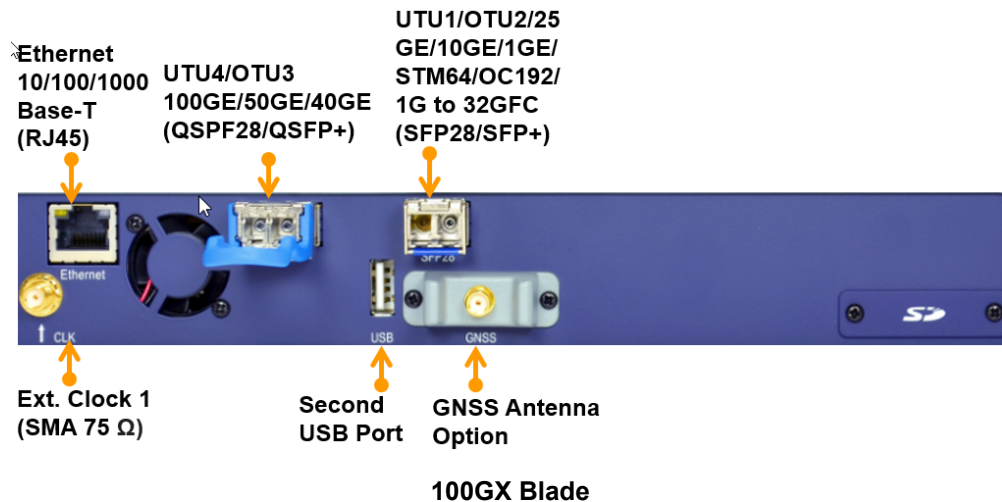 Ethernet
10/100/1000
Base-T
(RJ45)
UTU4/OTU3
100GE/50GE/40GE
(QSPF28/QSFP+)
UTU1/OTU2/25
GE/10GE/1GE/
STM64/OC192/
1G to 32GFC
(SFP28/SFP+)
Ethernet
SFP28
CLK
USB
GNSS
SD
Ext. Clock 1
(SMA 75 Ω)
Second
USB Port
GNSS Antenna
Option
100GX Blade